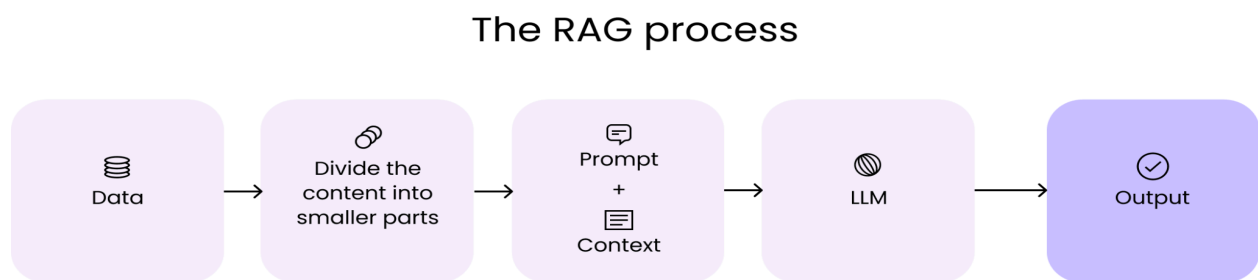 The RAG process
Data
Divide the
content into
smaller parts
Prompt
+
Context
LLM
Output